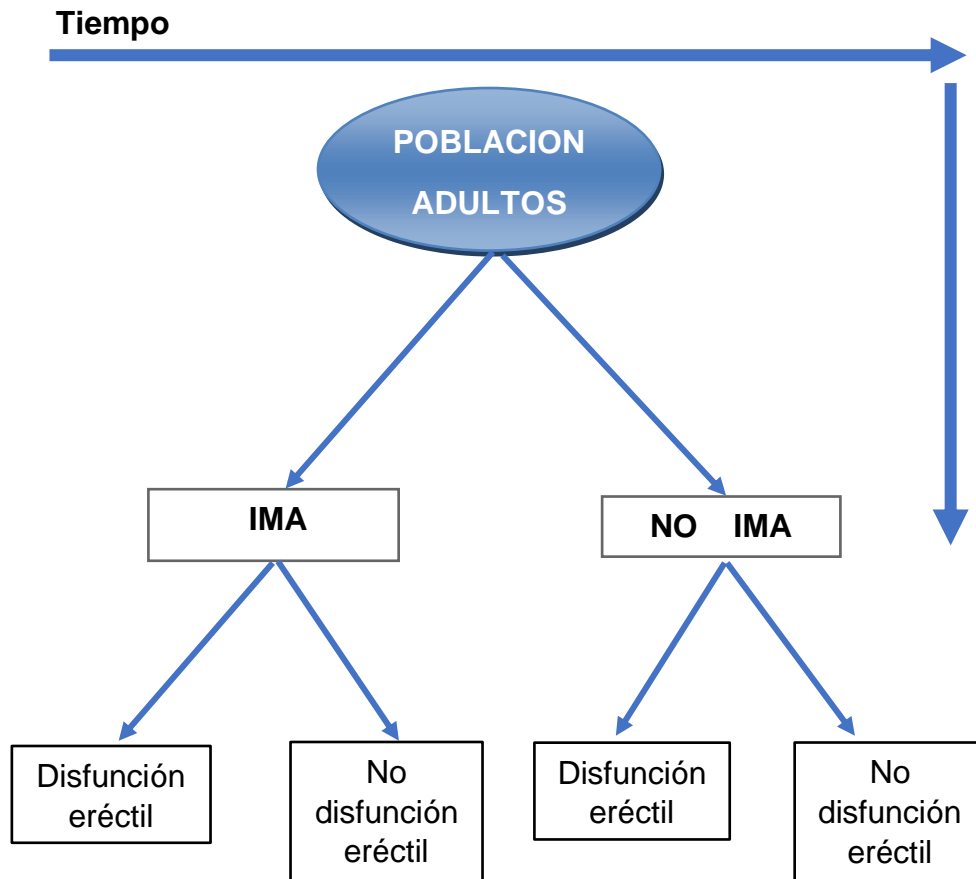 Tiempo
POBLACION
ADULTOS
IMA
NO IMA
Disfunción
eréctil
No
disfunción
eréctil
Disfunción
eréctil
No
disfunción
eréctil